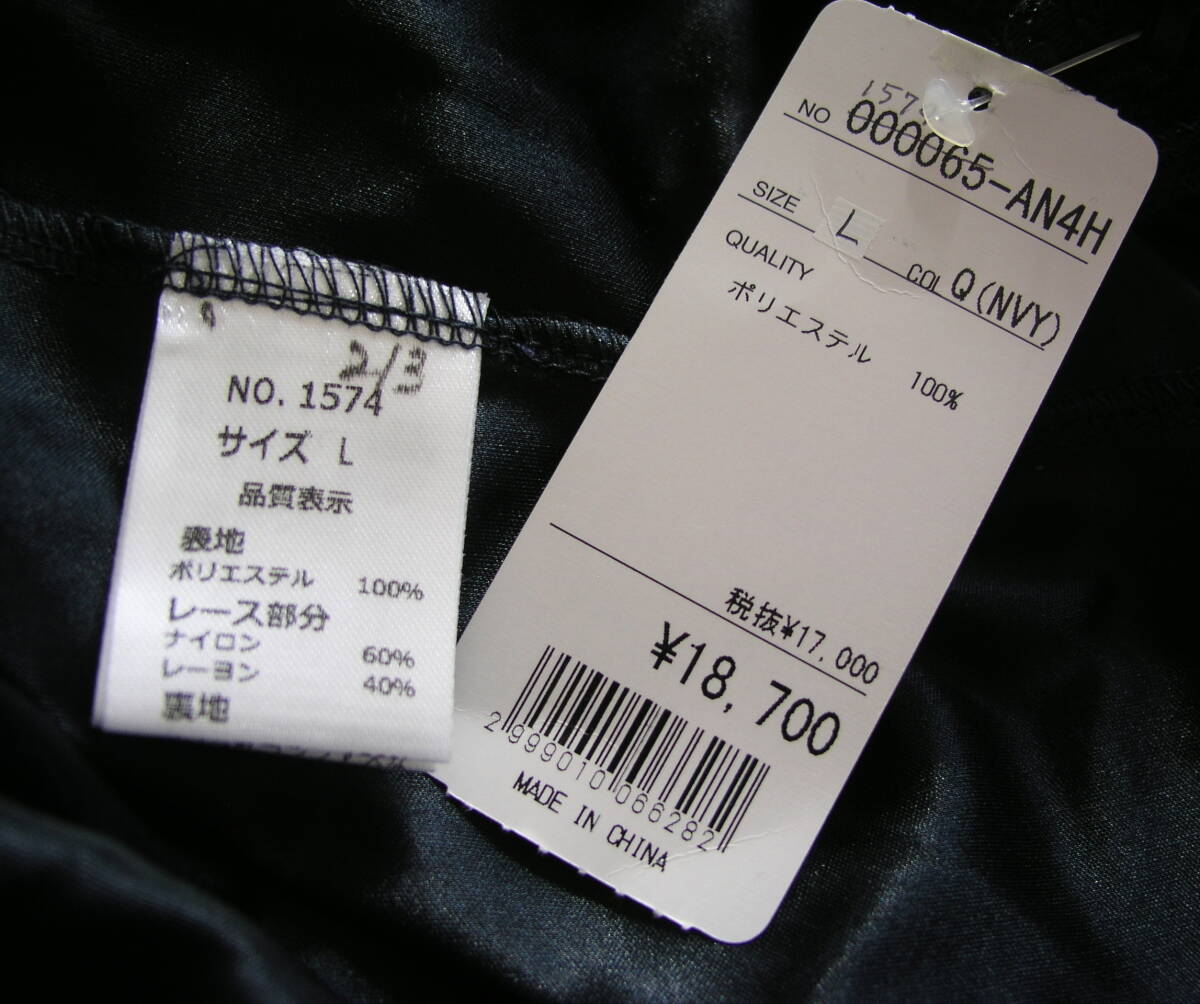 2/3
NO. 1574
サイズ L
品質表示
表地
ポリエステル 100%
レース部分
ナイロン 60%
レーヨン 40%
裏地
NO 000065-AN4H
SIZE L COL Q(NVY)
QUALITY
ポリエステル 100%
税抜¥17,000
¥18,700
2999010066282
MADE IN CHINA